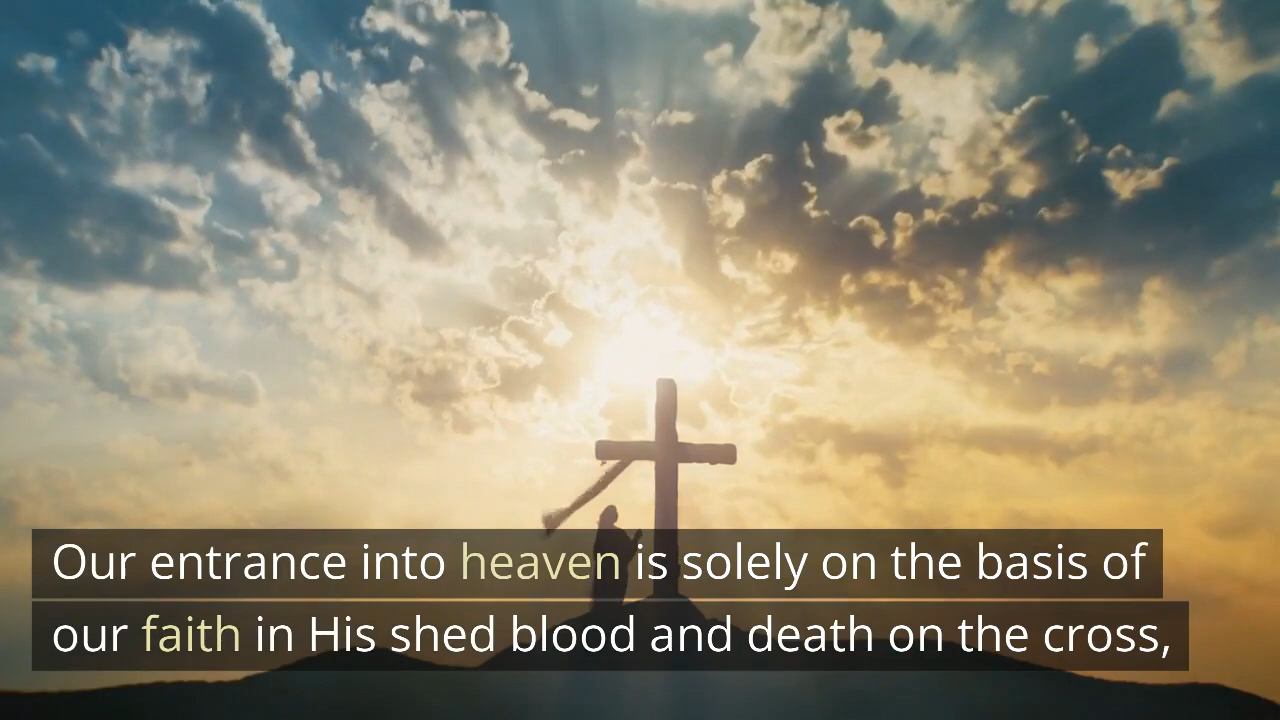 Our entrance into heaven is solely on the basis of
our faith in His shed blood and death on the cross,